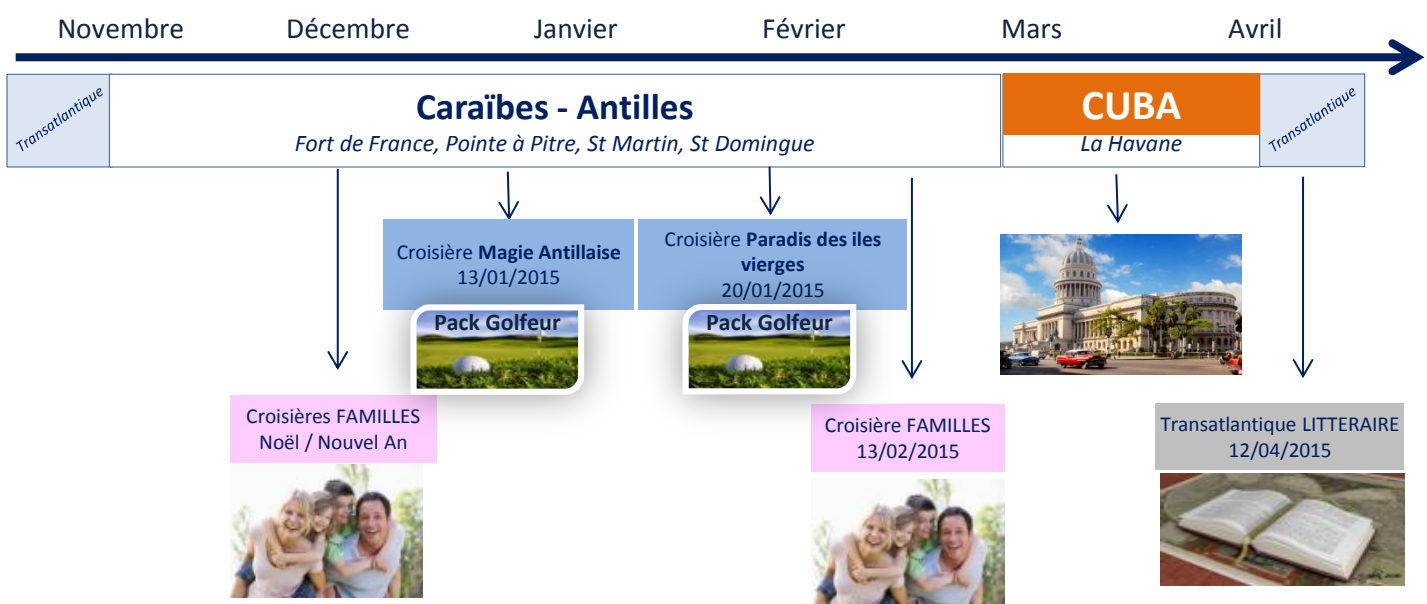 Novembre Décembre Janvier Février Mars Avril
Transatlantique
Caraïbes - Antilles
Fort de France, Pointe à Pitre, St Martin, St Domingue
CUBA
La Havane
Transatlantique
Croisière Magie Antillaise
13/01/2015
Pack Golfeur
Croisière Paradis des iles
vierges
20/01/2015
Pack Golfeur
Croisières FAMILLES
Noël / Nouvel An
Croisière FAMILLES
13/02/2015
Transatlantique LITTERAIRE
12/04/2015